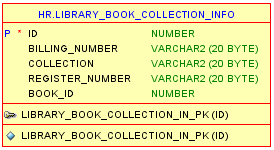 HR.LIBRARY_BOOK_COLLECTION_INFO
P * ID NUMBER
BILLING_NUMBER VARCHAR2 (20 BYTE)
COLLECTION VARCHAR2 (20 BYTE)
REGISTER_NUMBER VARCHAR2 (20 BYTE)
BOOK_ID NUMBER
LIBRARY_BOOK_COLLECTION_IN_PK (ID)
LIBRARY_BOOK_COLLECTION_IN_PK (ID)